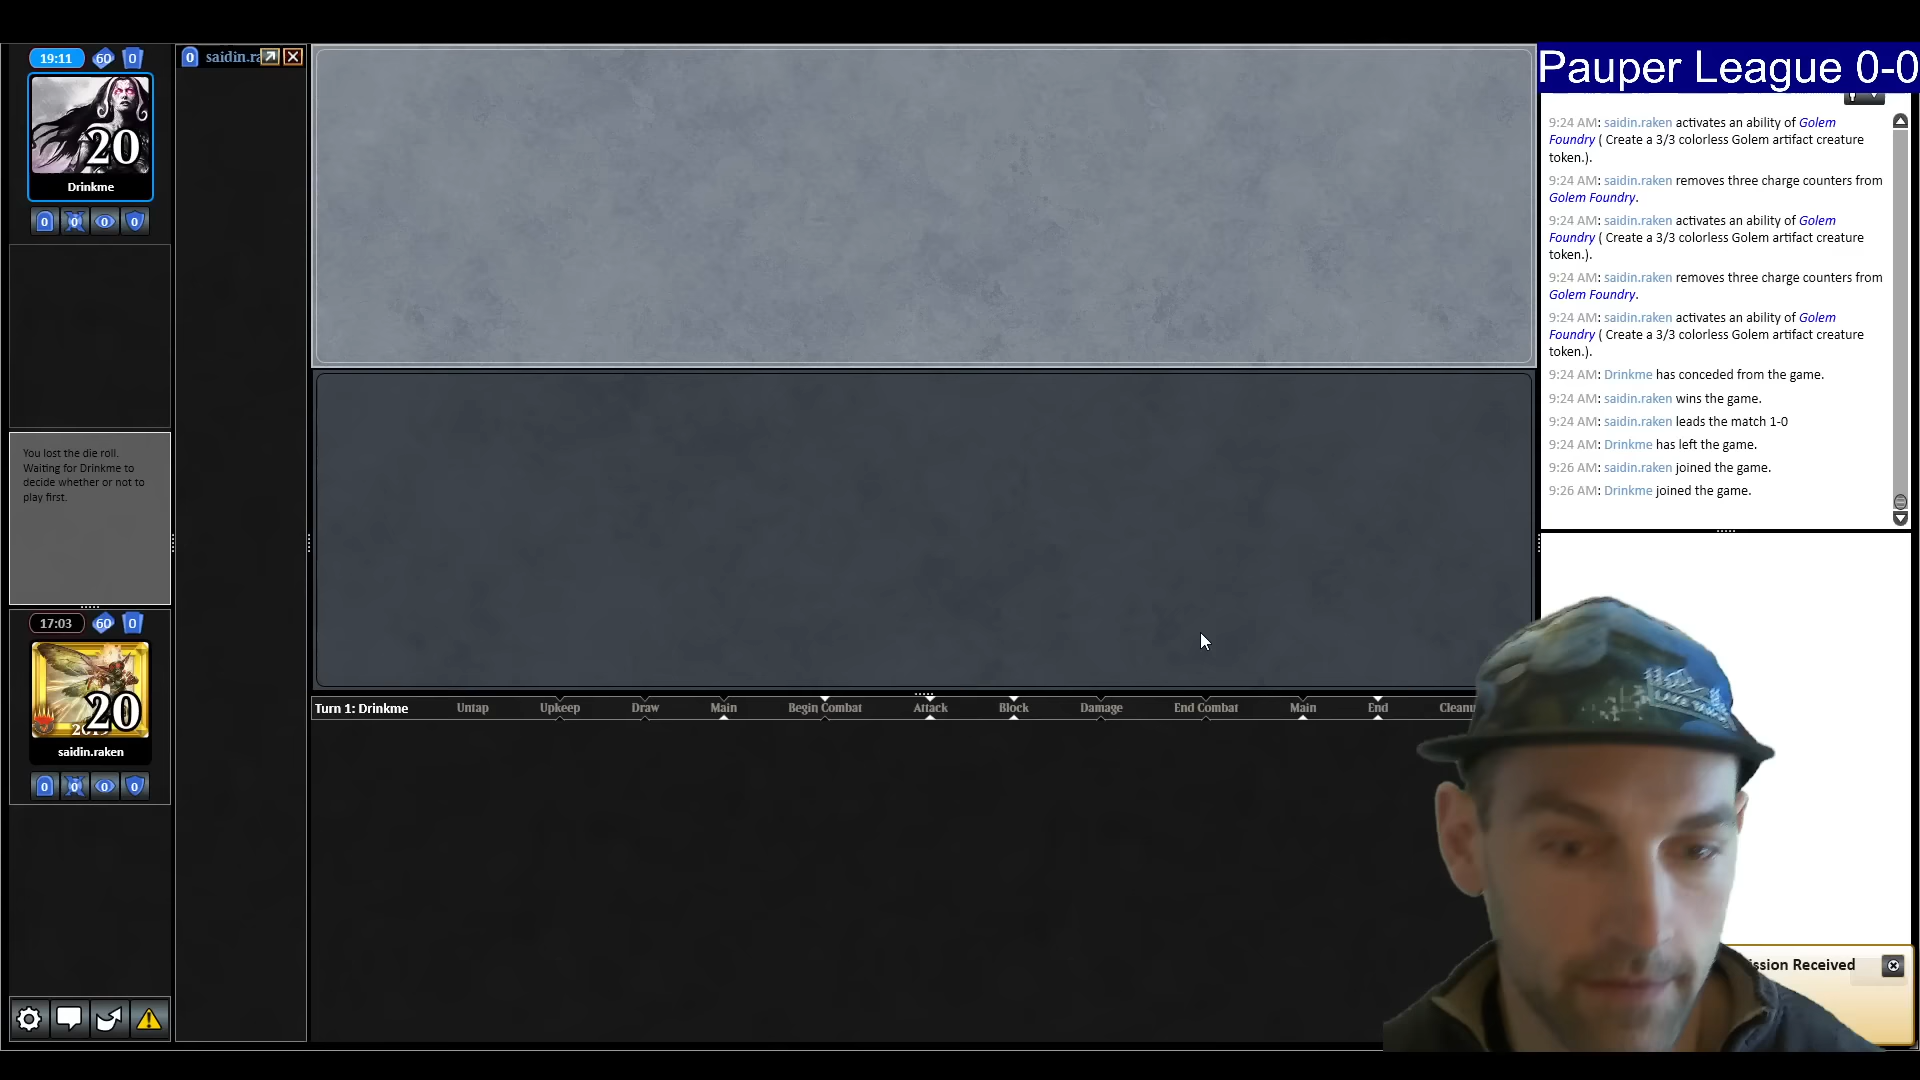 19:11 60 0
20
Drinkme
0 0 0 0
You lost the die roll.
Waiting for Drinkme to
decide whether or not to
play first.
17:03 60 0
20
saidin.raken
0 0 0 0
0 saidin.ra
Turn 1: Drinkme Untap Upkeep Draw Main Begin Combat Attack Block Damage End Combat Main End Cleanu
Pauper League 0-0
9:24 AM: saidin.raken activates an ability of Golem
Foundry ( Create a 3/3 colorless Golem artifact creature
token.).
9:24 AM: saidin.raken removes three charge counters from
Golem Foundry.
9:24 AM: saidin.raken activates an ability of Golem
Foundry ( Create a 3/3 colorless Golem artifact creature
token.).
9:24 AM: saidin.raken removes three charge counters from
Golem Foundry.
9:24 AM: saidin.raken activates an ability of Golem
Foundry ( Create a 3/3 colorless Golem artifact creature
token.).
9:24 AM: Drinkme has conceded from the game.
9:24 AM: saidin.raken wins the game.
9:24 AM: saidin.raken leads the match 1-0
9:24 AM: Drinkme has left the game.
9:26 AM: saidin.raken joined the game.
9:26 AM: Drinkme joined the game.
ssion Received